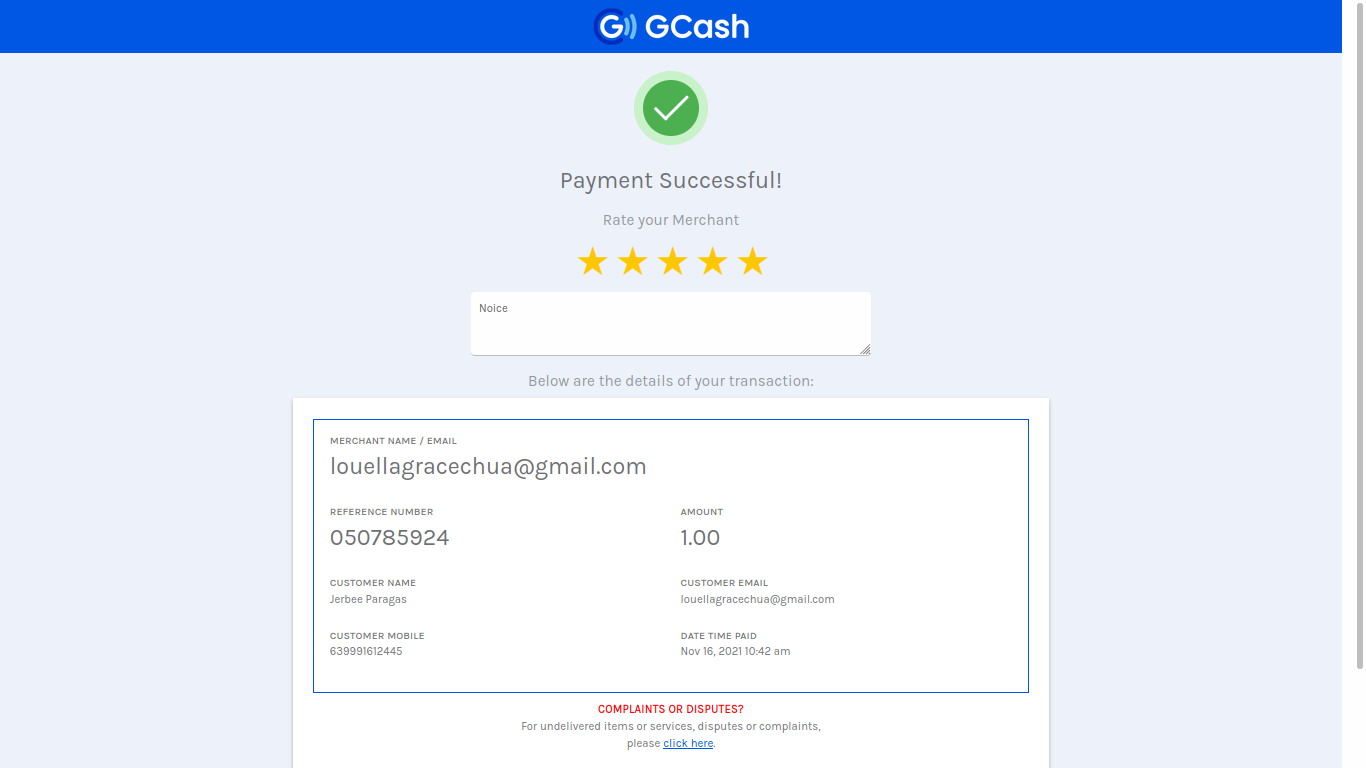 GCash
Payment Successful!
Rate your Merchant
Noice
Below are the details of your transaction:
MERCHANT NAME / EMAIL
louellagracechua@gmail.com
REFERENCE NUMBER
050785924
AMOUNT
1.00
CUSTOMER NAME
Jerbee Paragas
CUSTOMER EMAIL
louellagracechua@gmail.com
CUSTOMER MOBILE
639991612445
DATE TIME PAID
Nov 16, 2021 10:42 am
COMPLAINTS OR DISPUTES?
For undelivered items or services, disputes or complaints,
please click here.